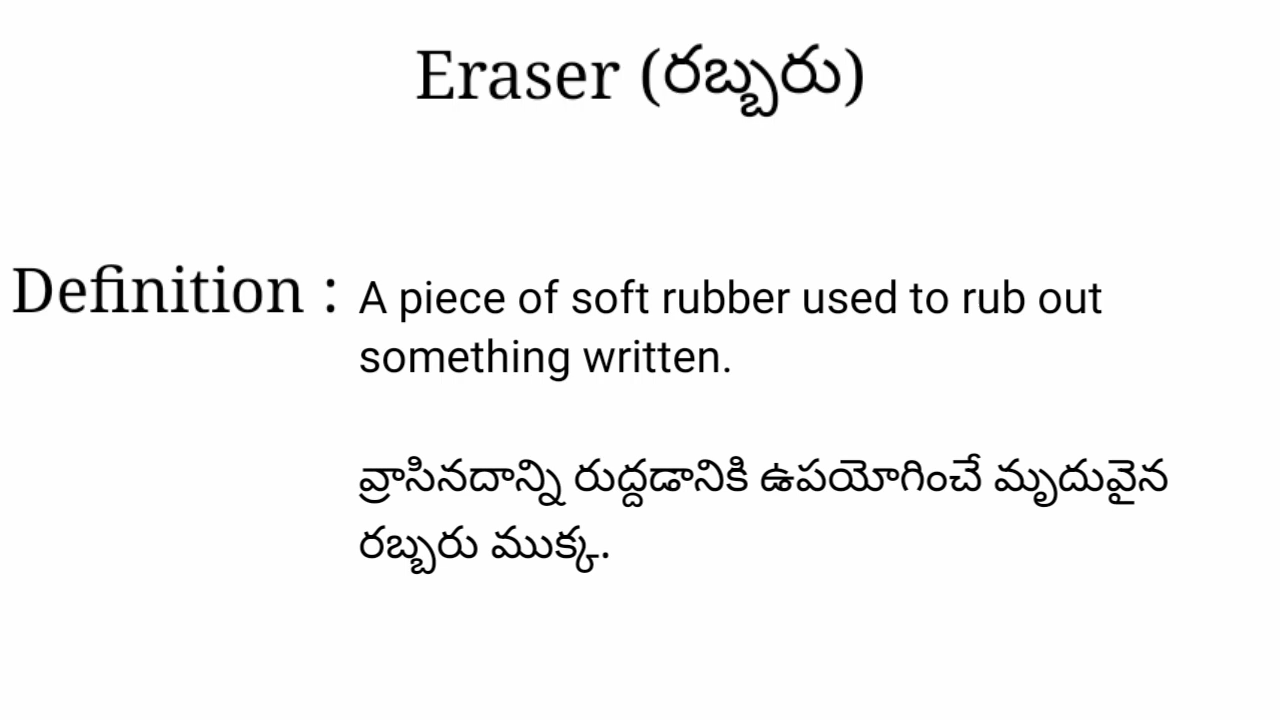 Eraser (రబ్బరు)
Definition : A piece of soft rubber used to rub out
something written.
వ్రాసినదాన్ని రుద్దడానికి ఉపయోగించే మృదువైన
రబ్బరు ముక్క.